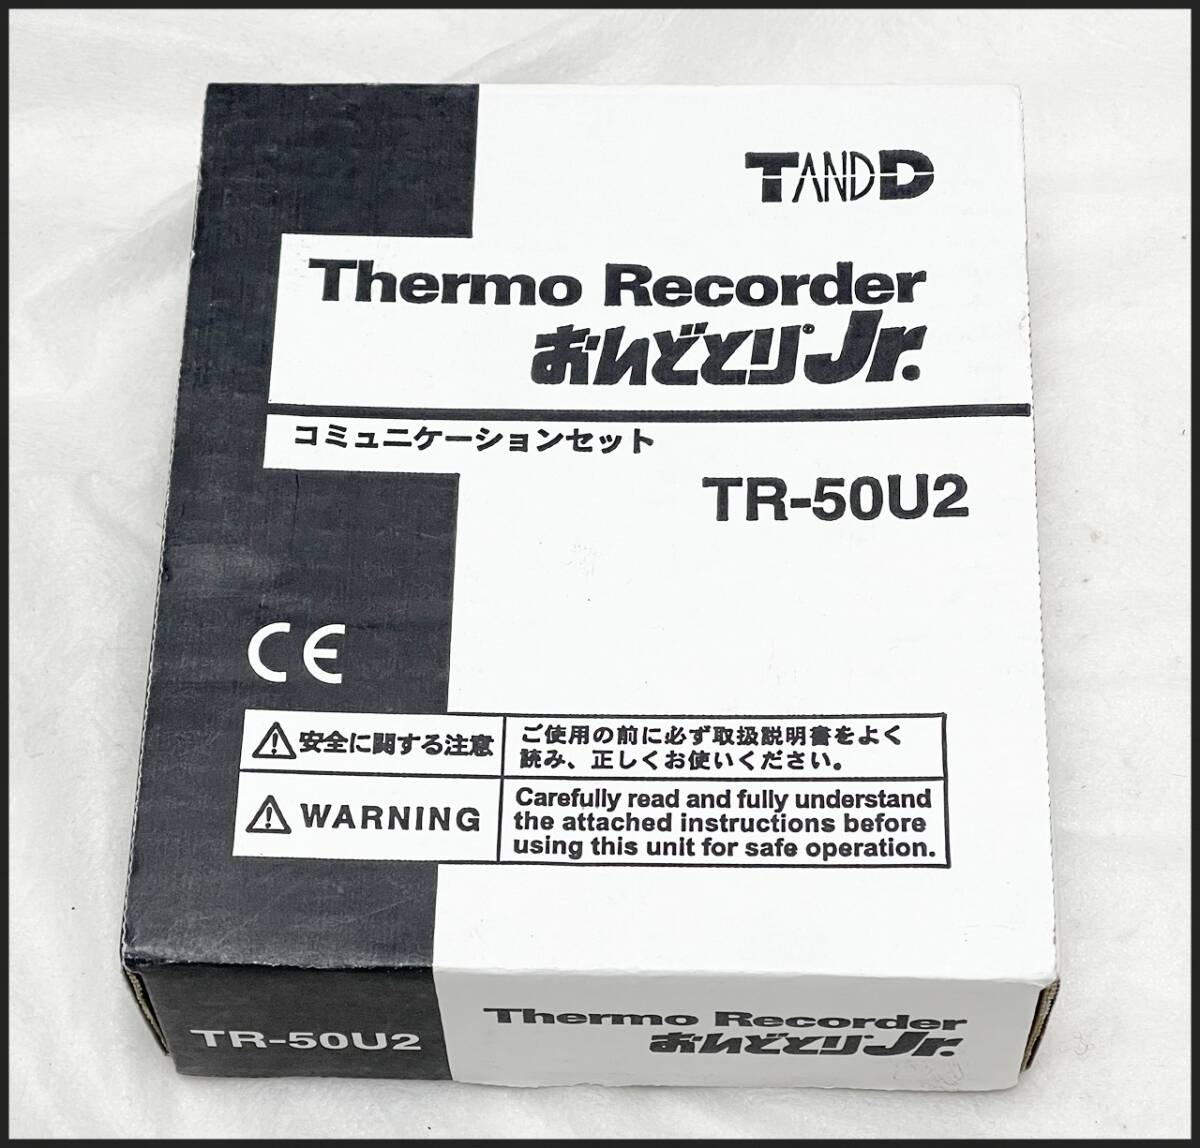 TANDD
Thermo Recorder
おんどとり® Jr.
コミュニケーションセット
TR-50U2
CE
安全に関する注意
ご使用の前に必ず取扱説明書をよく
読み、正しくお使いください。
WARNING
Carefully read and fully understand
the attached instructions before
using this unit for safe operation.
TR-50U2
Thermo Recorder
おんどとり Jr.